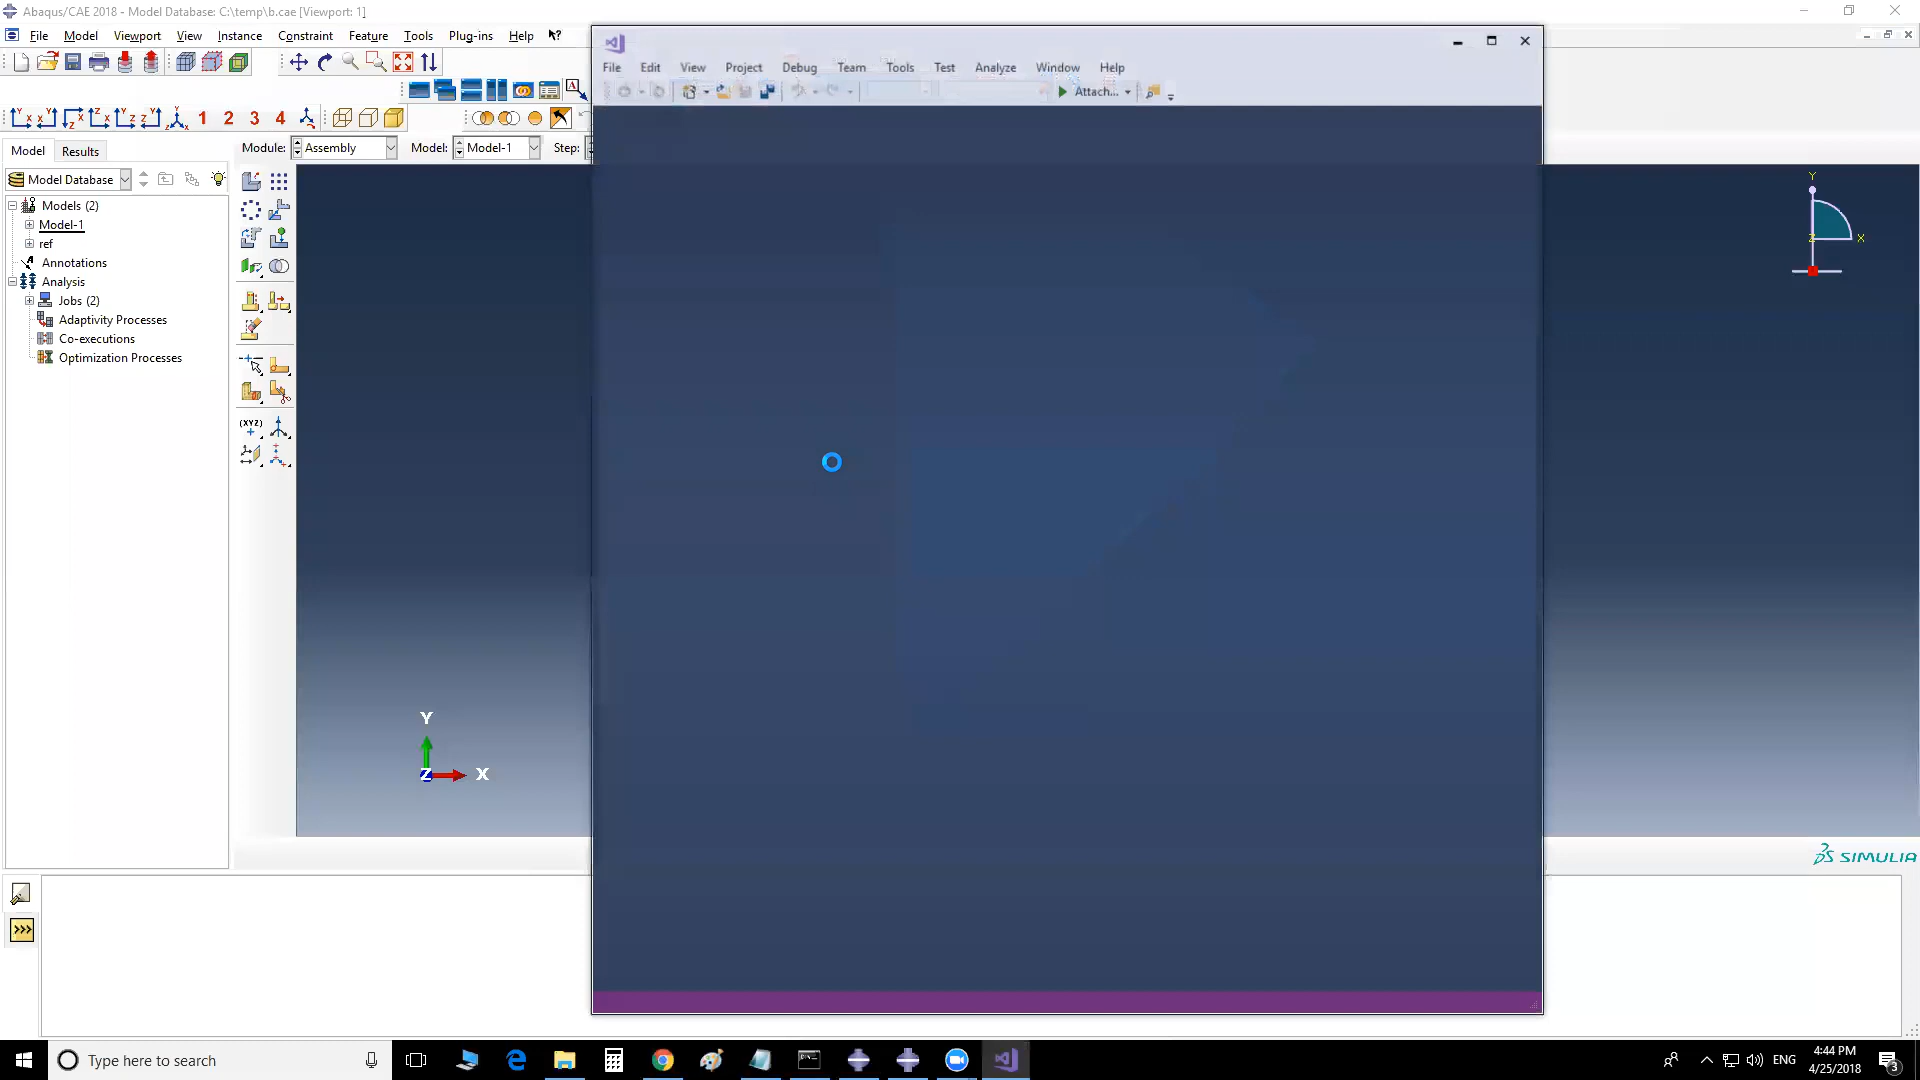 Abaqus/CAE 2018 - Model Database: C:\temp\b.cae [Viewport: 1]
File Model Viewport View Instance Constraint Feature Tools Plug-ins Help
File Edit View Project Debug Team Tools Test Analyze Window Help
Attach...
1 2 3 4
Module: Assembly Model: Model-1 Step:
Model Results
Model Database
Models (2)
Model-1
ref
Annotations
Analysis
Jobs (2)
Adaptivity Processes
Co-executions
Optimization Processes
(XYZ)
Y
Z X
Y
Z X
SIMULIA
>>>
Type here to search
ENG
4:44 PM
4/25/2018
3